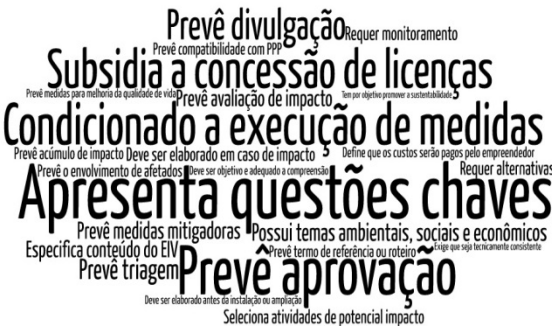 Prevê divulgação
Requer monitoramento
Prevê compatibilidade com PPP
Subsidia a concessão de licenças
Prevê medidas para melhoria da qualidade de vida
Prevê avaliação de impacto
Tem por objetivo promover a sustentabilidade
Condicionado a execução de medidas
Prevê acúmulo de impacto
Deve ser elaborado em caso de impacto
Define que os custos serão pagos pelo empreendedor
Prevê o envolvimento de afetados
Deve ser objetivo e adequado a compreensão
Requer alternativas
Apresenta questões chaves
Prevê medidas mitigadoras
Possui temas ambientais, sociais e econômicos
Especifica conteúdo do EIV
Prevê termo de referência ou roteiro
Exige que seja tecnicamente consistente
Prevê triagem
Prevê aprovação
Deve ser elaborado antes da instalação ou ampliação
Seleciona atividades de potencial impacto